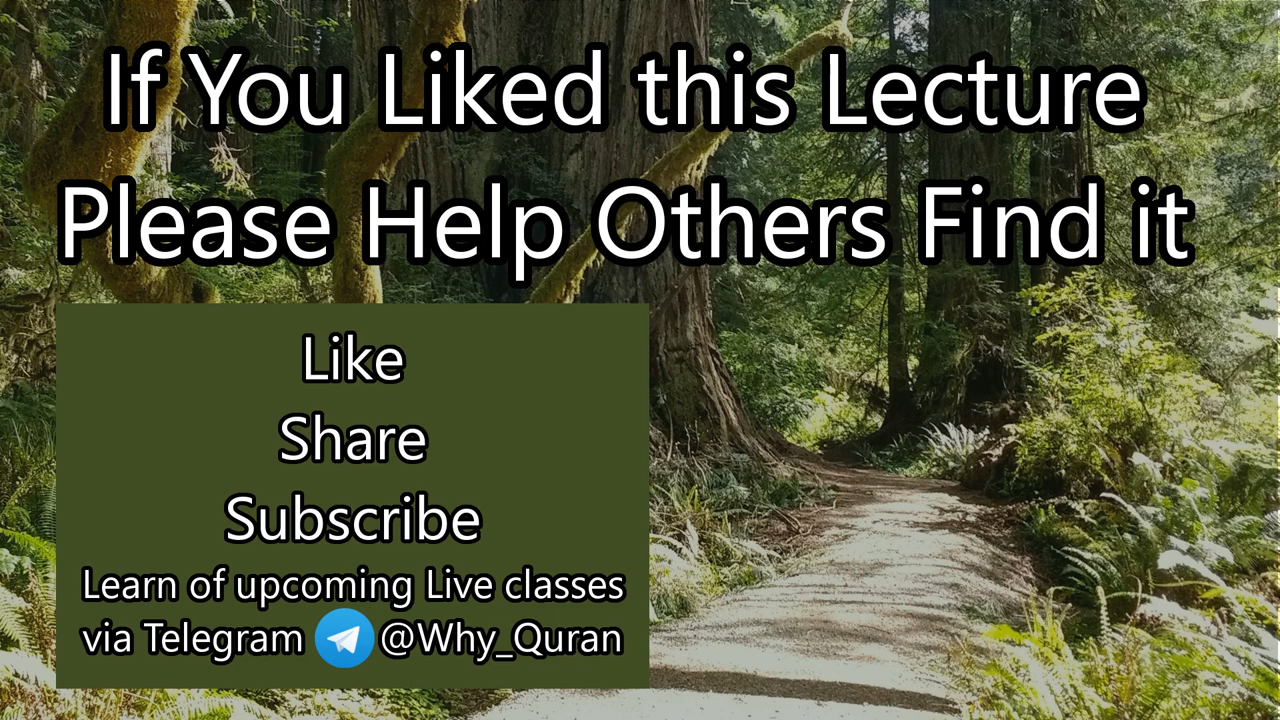 If You Liked this Lecture
Please Help Others Find it
Like
Share
Subscribe
Learn of upcoming Live classes
via Telegram @Why_Quran